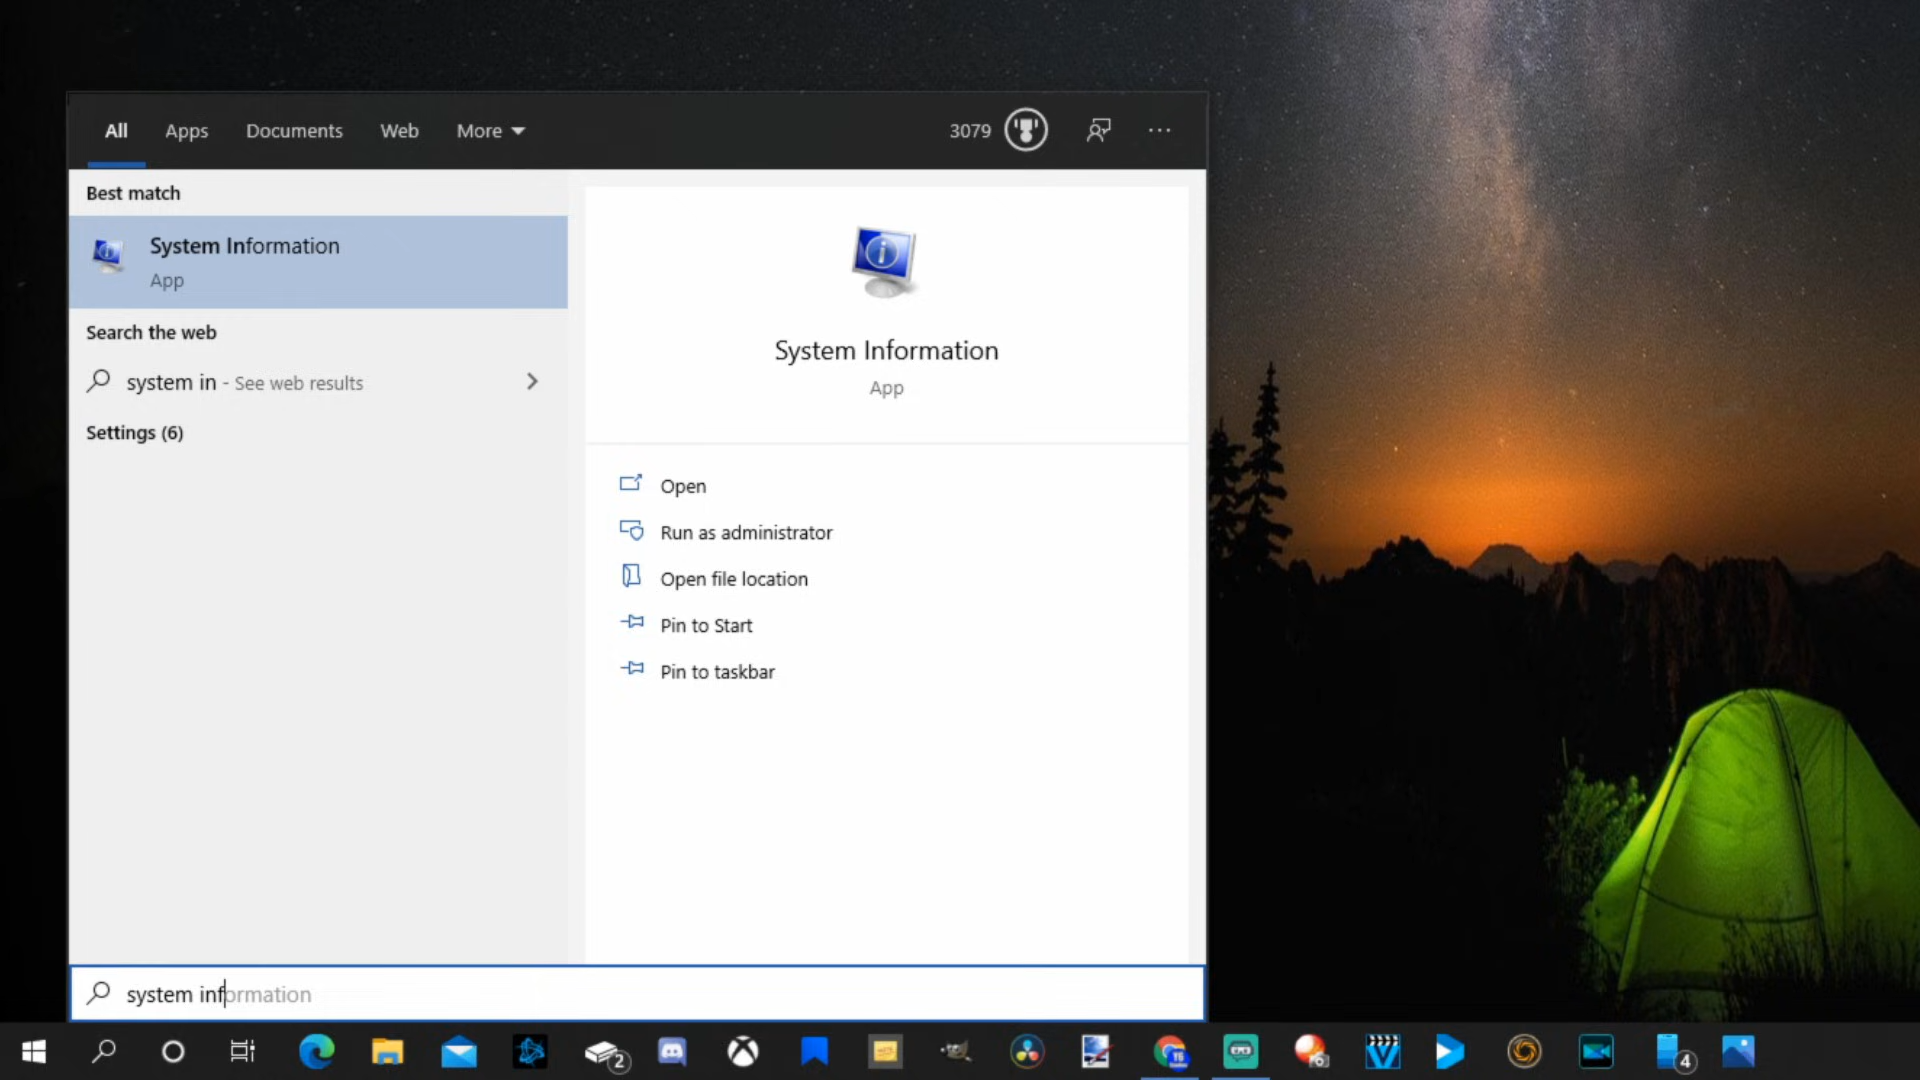 All Apps Documents Web More 3079
Best match
System Information
App
Search the web
system in - See web results
Settings (6)
System Information
App
Open
Run as administrator
Open file location
Pin to Start
Pin to taskbar
system information
2
4